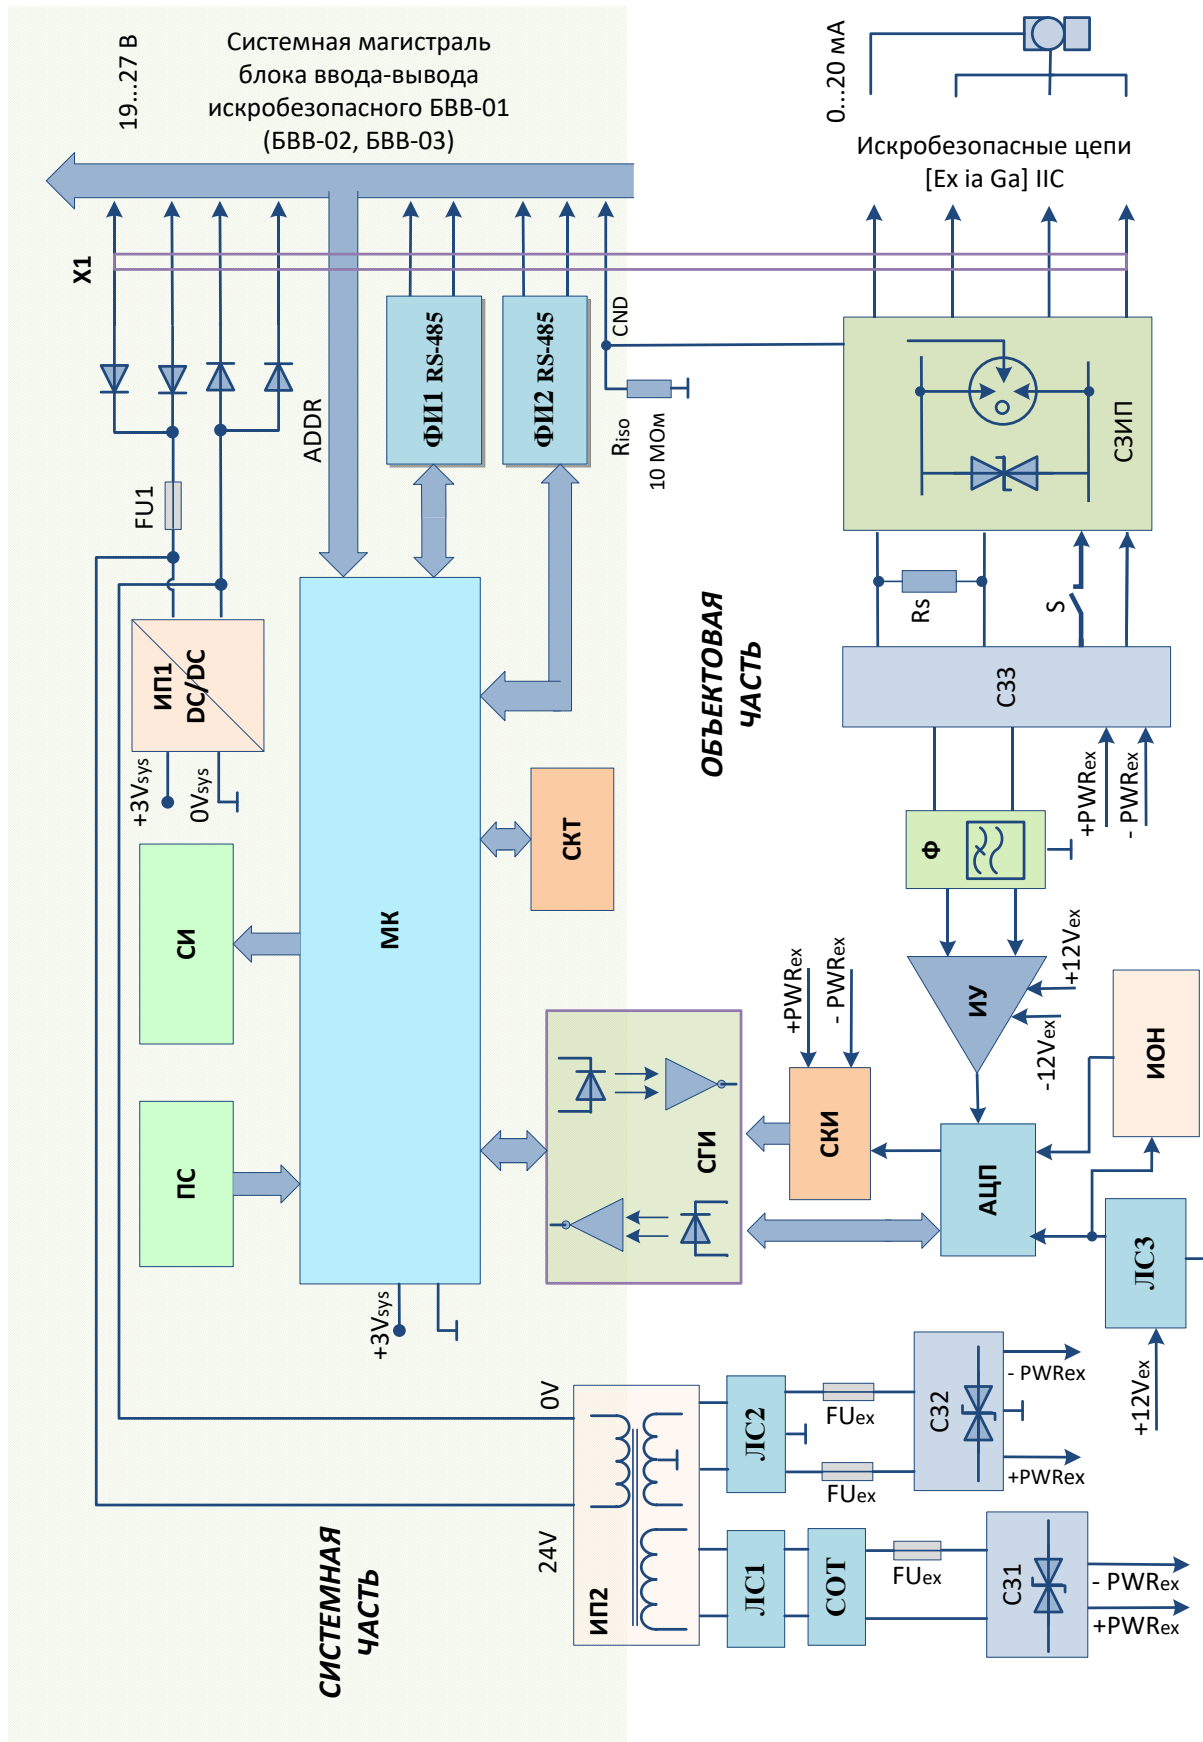 19...27 В
Системная магистраль
блока ввода-вывода
искробезопасного БВВ-01
(БВВ-02, БВВ-03)
0...20 мА
Искробезопасные цепи
[Ex ia Ga] IIC
X1
FU1
ADDR
ФИ1 RS-485
ФИ2 RS-485
CND
Riso
10 МОм
СЗИП
ИП1
DC/DC
+3Vsys
0Vsys
Rs
S
ОБЪЕКТОВАЯ
ЧАСТЬ
СЗ3
+PWRex
- PWRex
СИ
МК
СКТ
Ф
ПС
СГИ
+PWRex
- PWRex
СКИ
ИУ
+12Vex
-12Vex
ИОН
АЦП
ЛС3
+12Vex
+3Vsys
0V
24V
ИП2
ЛС2
FUex
FUex
СЗ2
- PWRex
+PWRex
СИСТЕМНАЯ
ЧАСТЬ
ЛС1
СОТ
FUex
СЗ1
- PWRex
+PWRex